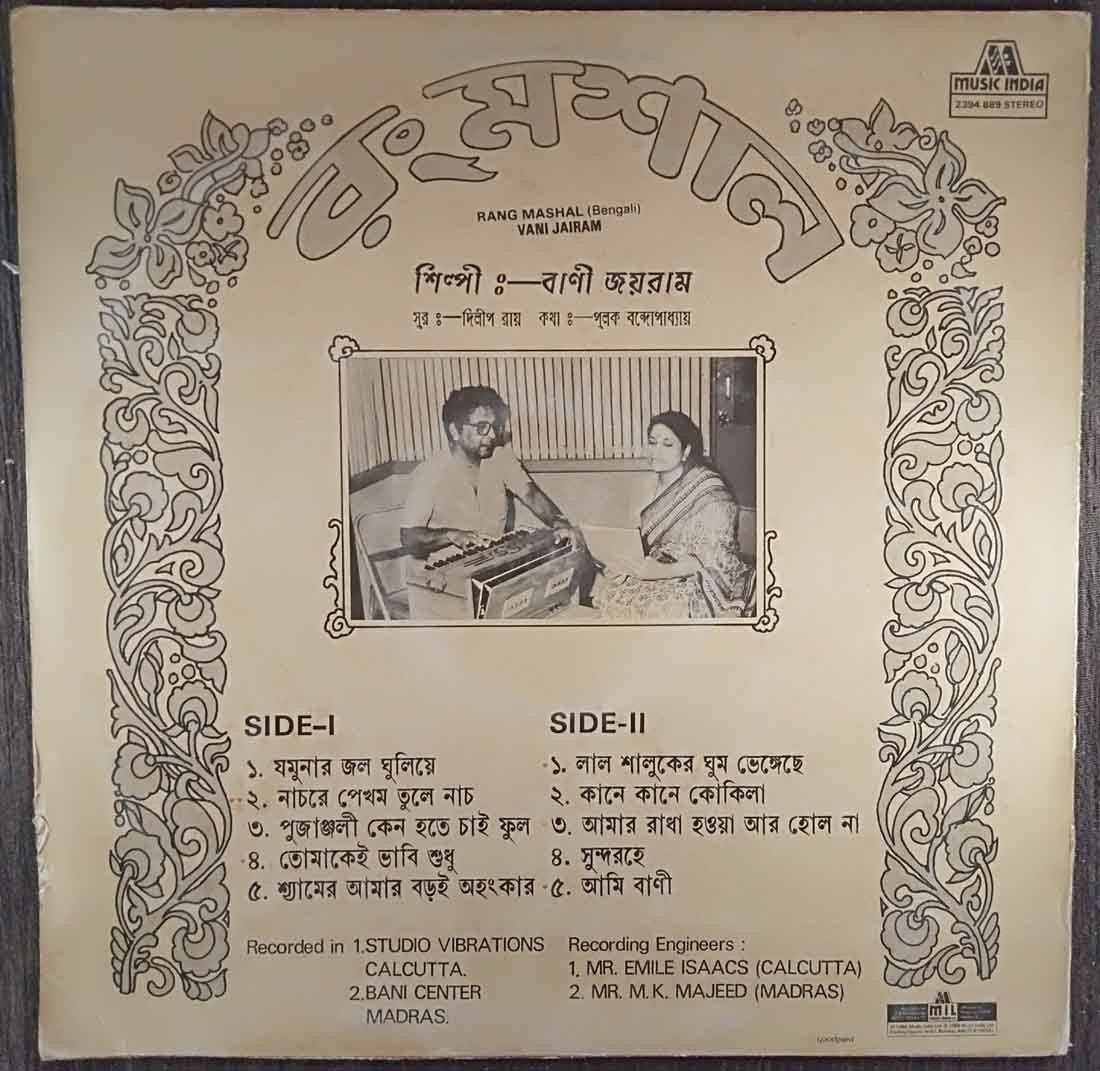 MUSIC INDIA
2394 889 STEREO
রং মশাল
RANG MASHAL (Bengali)
VANI JAIRAM
শিল্পী ঃ—বাণী জয়রাম
সুর ঃ—দিলীপ রায় কথা ঃ—পুলক বন্দোপাধ্যায়
SIDE-I
১. যমুনার জল ঘুলিয়ে
২. নাচরে পেখম তুলে নাচ
৩. পুজাঞ্জলী কেন হতে চাই ফুল
৪. তোমাকেই ভাবি শুধু
৫. শ্যামের আমার বড়ই অহংকার
SIDE-II
১. লাল শালুকের ঘুম ভেঙ্গেছে
২. কানে কানে কোকিলা
৩. আমার রাধা হওয়া আর হোল না
৪. সুন্দরহে
৫. আমি বাণী
Recorded in 1.STUDIO VIBRATIONS
CALCUTTA.
2.BANI CENTER
MADRAS.
Recording Engineers :
1. MR. EMILE ISAACS (CALCUTTA)
2. MR. M.K. MAJEED (MADRAS)
MIL